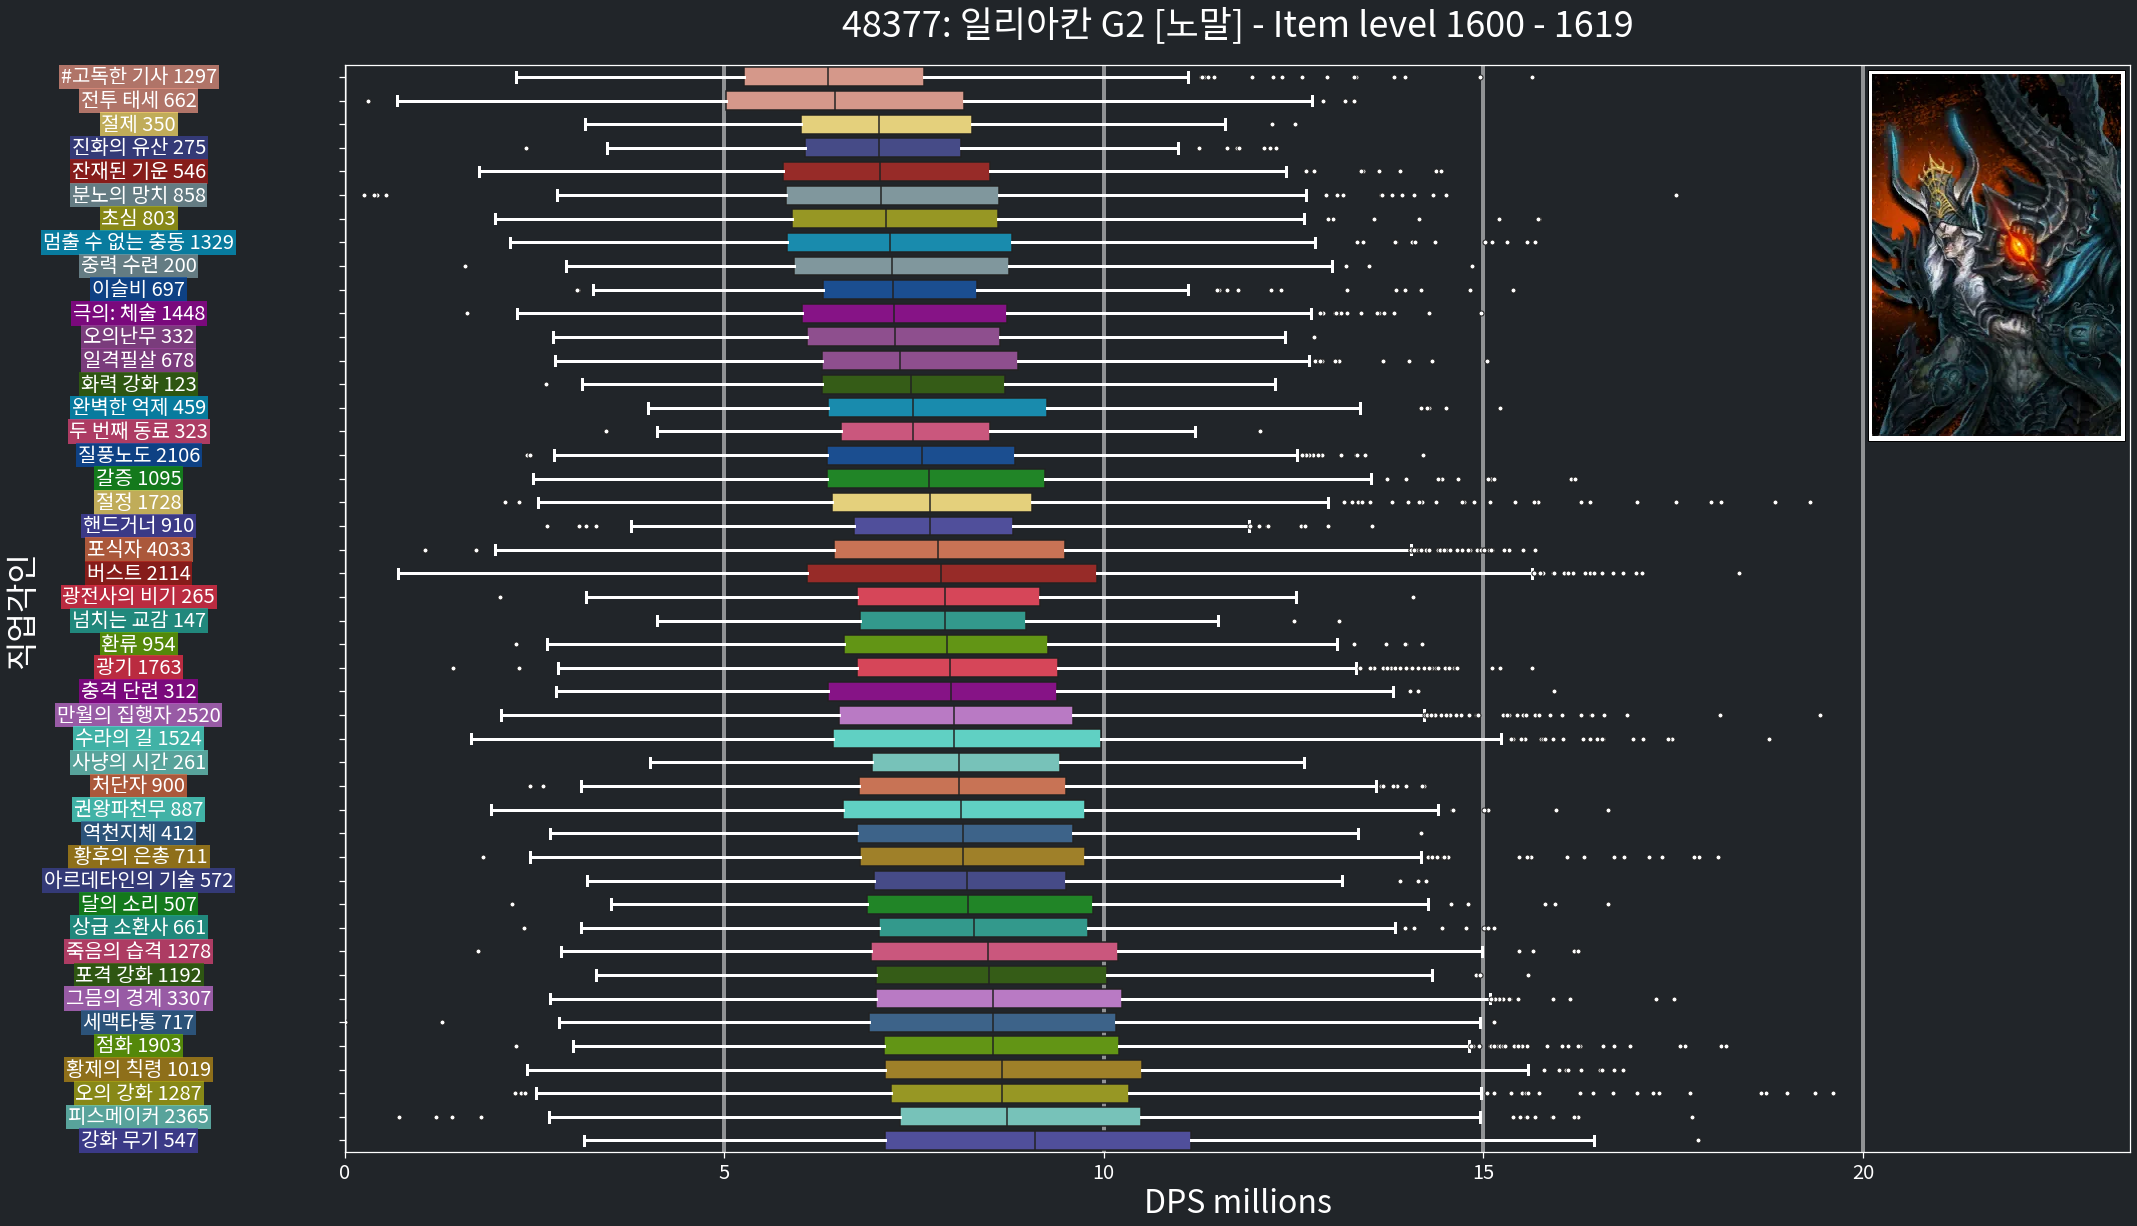 48377: 일리아칸 G2 [노말] - Item level 1600 - 1619
#고독한 기사 1297
전투 태세 662
절제 350
진화의 유산 275
잔재된 기운 546
분노의 망치 858
초심 803
멈출 수 없는 충동 1329
중력 수련 200
이슬비 697
극의: 체술 1448
오의난무 332
일격필살 678
화력 강화 123
완벽한 억제 459
두 번째 동료 323
질풍노도 2106
갈증 1095
절정 1728
핸드거너 910
포식자 4033
버스트 2114
광전사의 비기 265
넘치는 교감 147
환류 954
광기 1763
충격 단련 312
만월의 집행자 2520
수라의 길 1524
사냥의 시간 261
처단자 900
권왕파천무 887
역천지체 412
황후의 은총 711
아르데타인의 기술 572
달의 소리 507
상급 소환사 661
죽음의 습격 1278
포격 강화 1192
그믐의 경계 3307
세맥타통 717
점화 1903
황제의 칙령 1019
오의 강화 1287
피스메이커 2365
강화 무기 547
직업각인
0 5 10 15 20
DPS millions